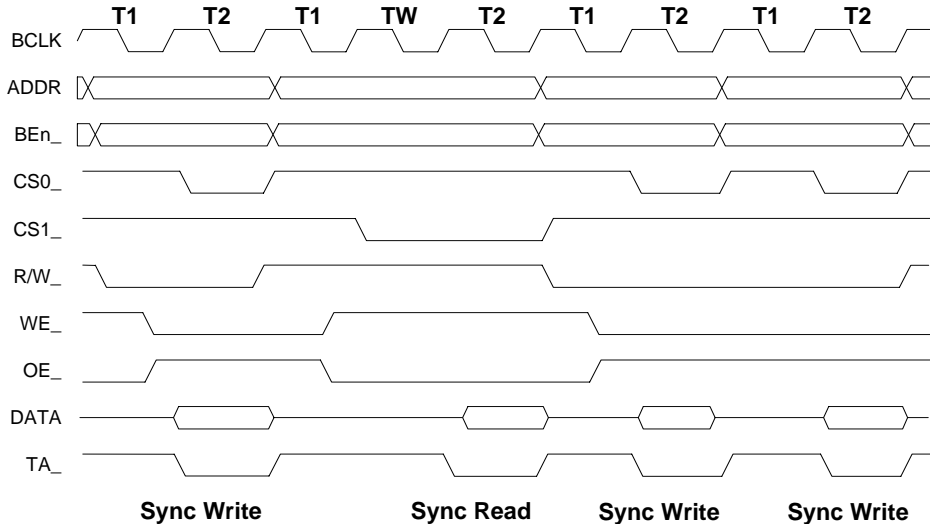 T1 T2 T1 TW T2 T1 T2 T1 T2
BCLK
ADDR
BEn_
CS0_
CS1_
R/W_
WE_
OE_
DATA
TA_
Sync Write Sync Read Sync Write Sync Write